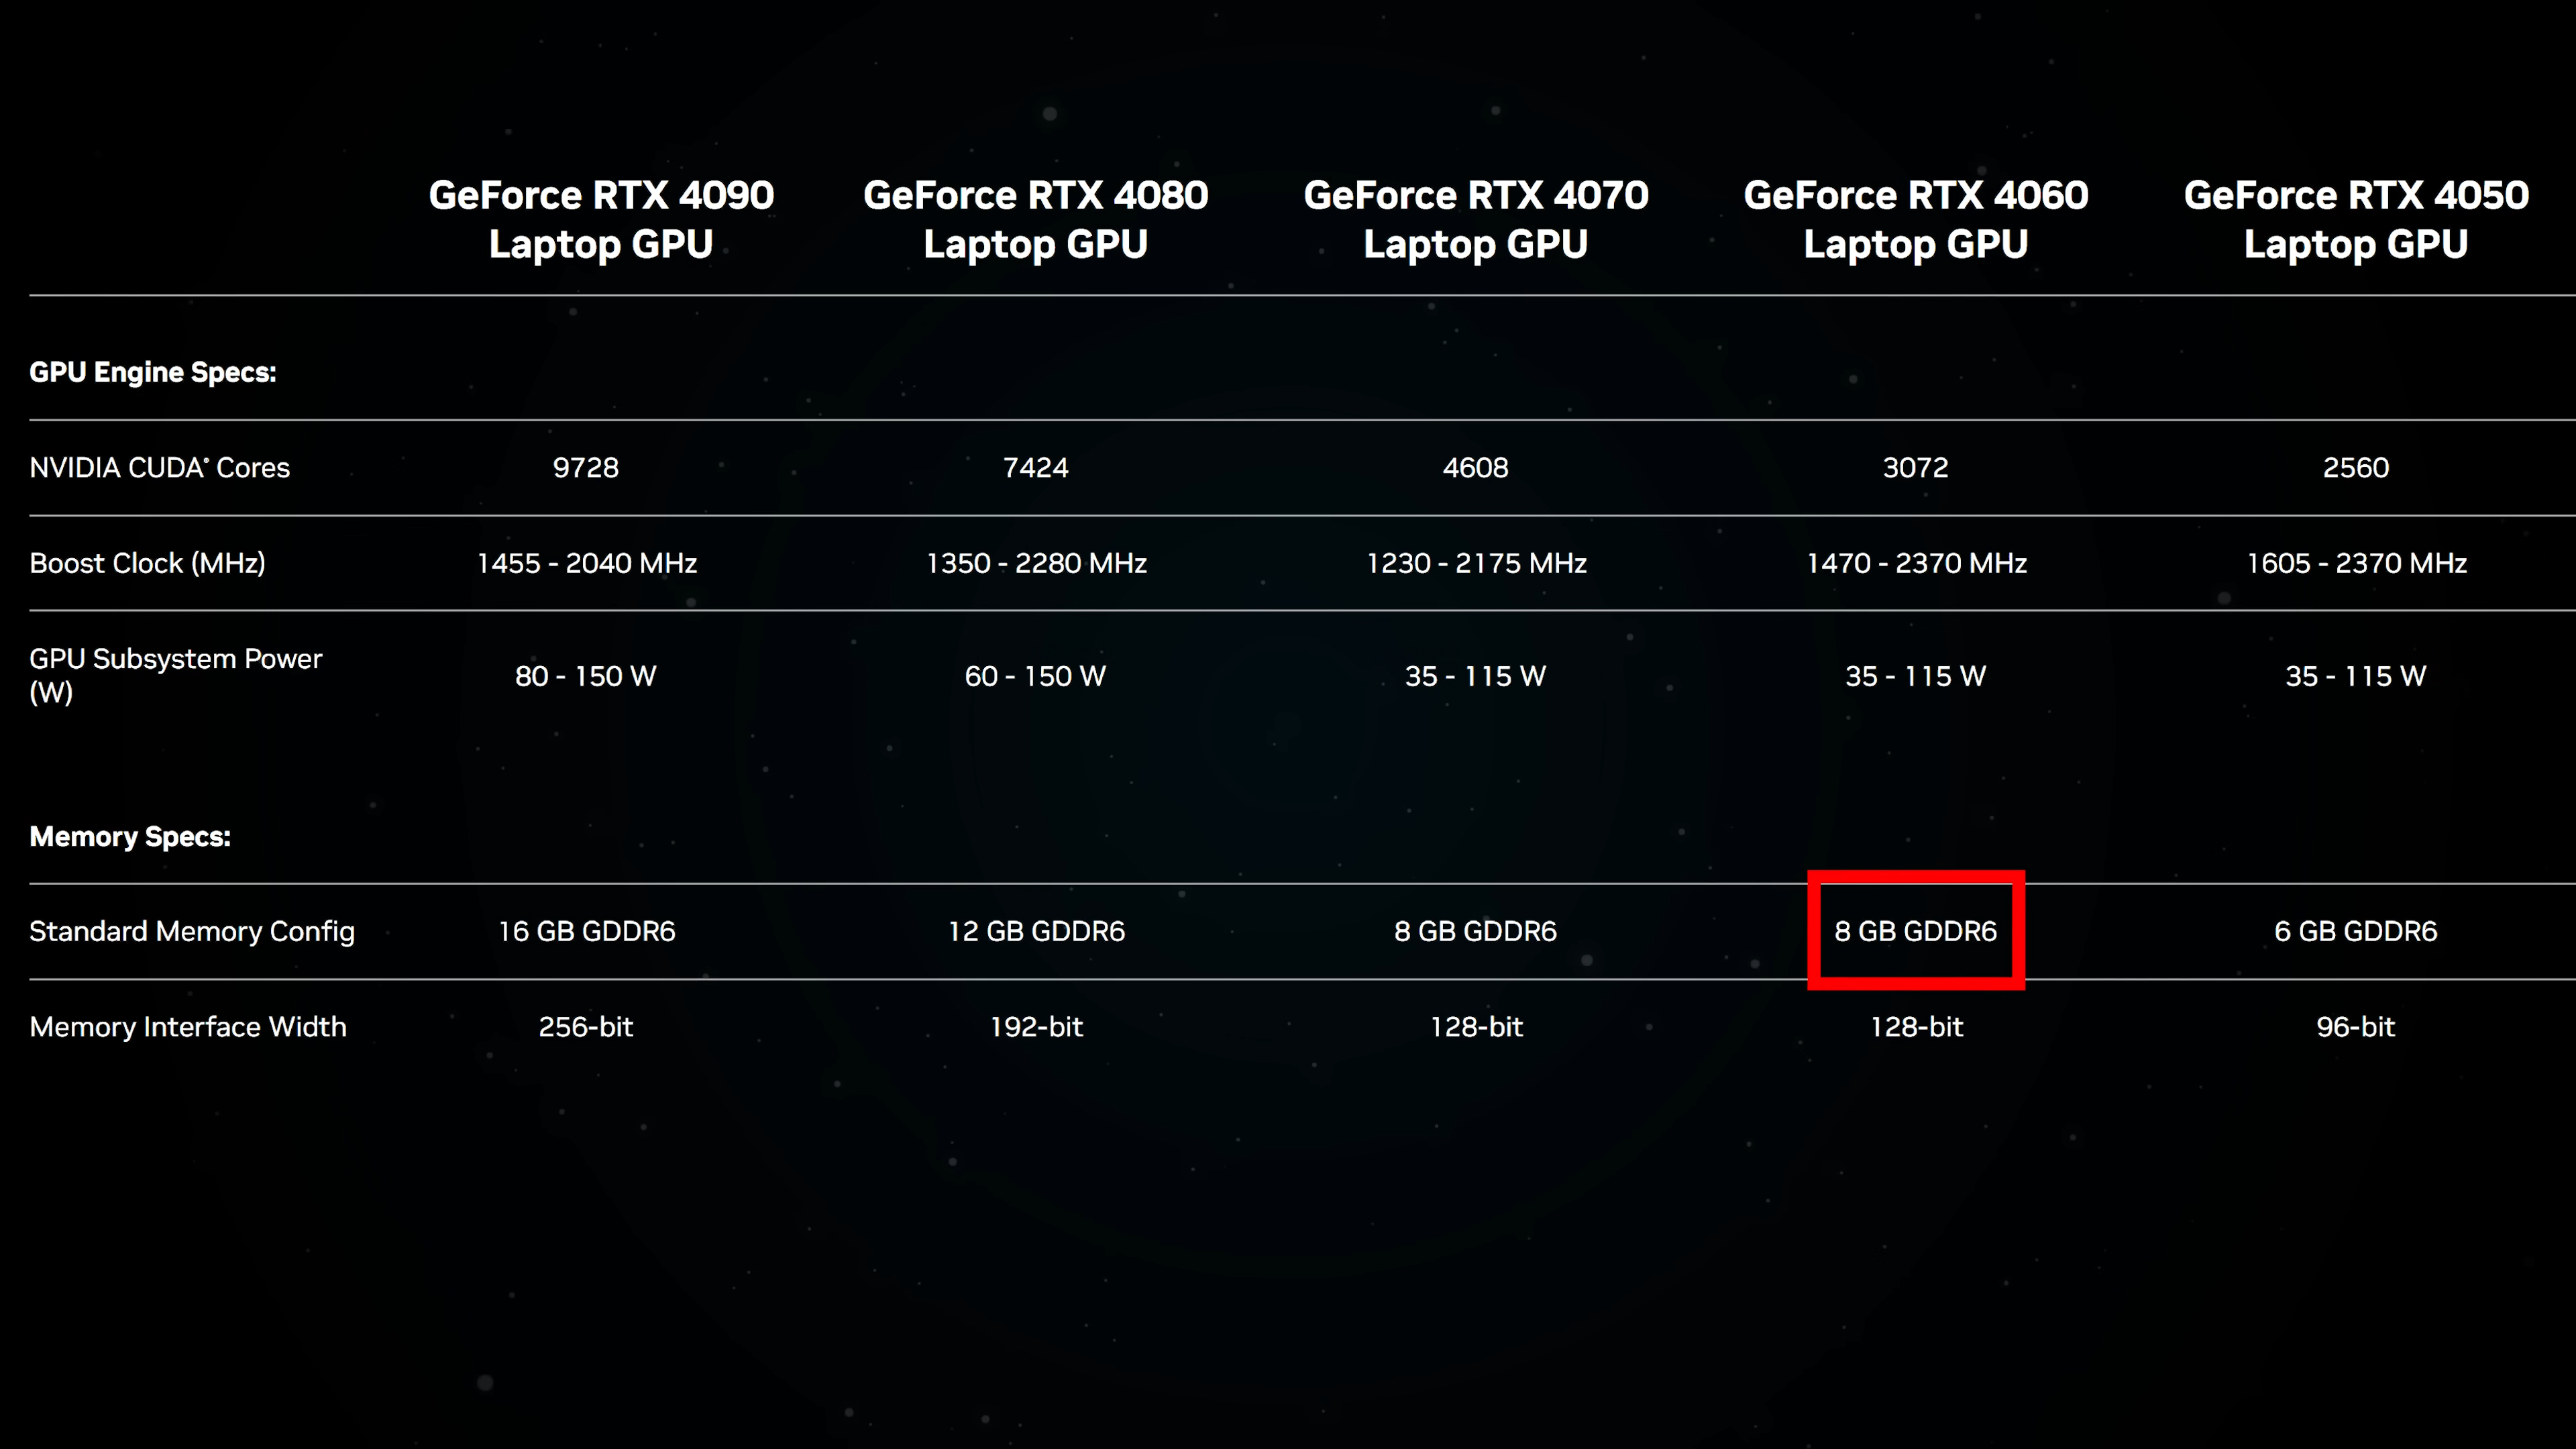 GeForce RTX 4090 Laptop GPU
GeForce RTX 4080 Laptop GPU
GeForce RTX 4070 Laptop GPU
GeForce RTX 4060 Laptop GPU
GeForce RTX 4050 Laptop GPU
GPU Engine Specs:
NVIDIA CUDA® Cores 9728 7424 4608 3072 2560
Boost Clock (MHz) 1455 - 2040 MHz 1350 - 2280 MHz 1230 - 2175 MHz 1470 - 2370 MHz 1605 - 2370 MHz
GPU Subsystem Power (W) 80 - 150 W 60 - 150 W 35 - 115 W 35 - 115 W 35 - 115 W
Memory Specs:
Standard Memory Config 16 GB GDDR6 12 GB GDDR6 8 GB GDDR6 8 GB GDDR6 6 GB GDDR6
Memory Interface Width 256-bit 192-bit 128-bit 128-bit 96-bit